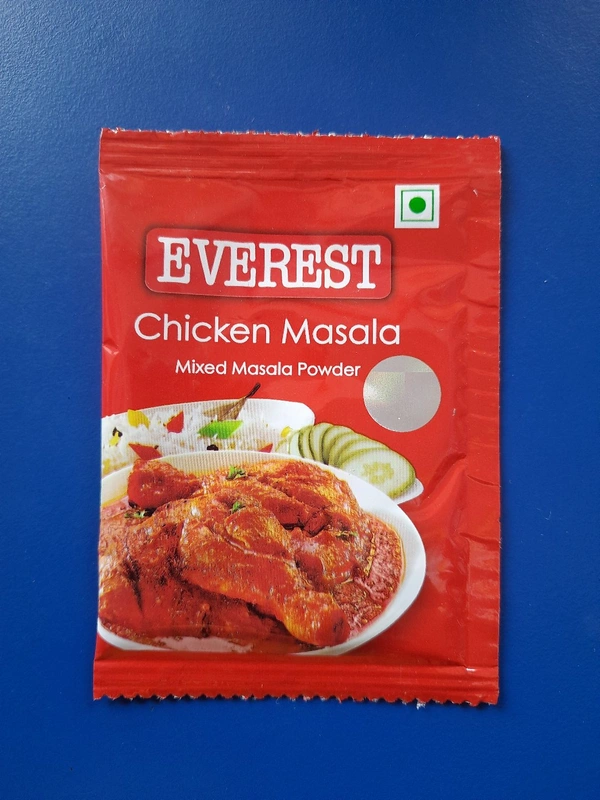 EVEREST
Chicken Masala
Mixed Masala Powder